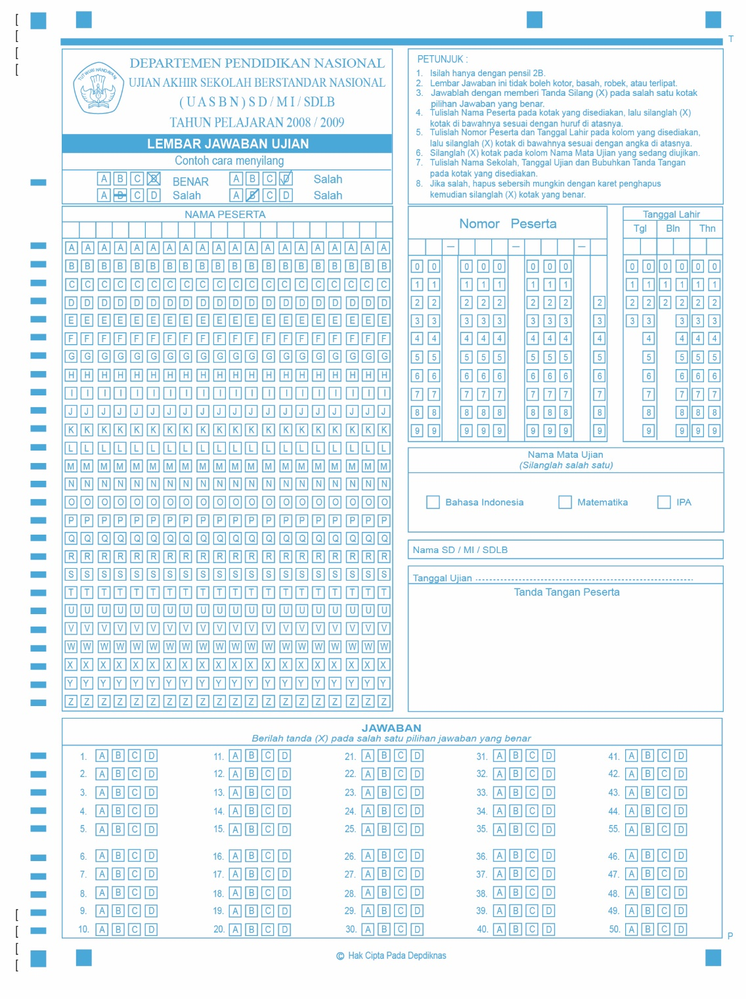 [
[
[
[
T
TUT WURI HANDAYANI
DEPARTEMEN PENDIDIKAN NASIONAL
UJIAN AKHIR SEKOLAH BERSTANDAR NASIONAL
( U A S B N ) S D / M I / SDLB
TAHUN PELAJARAN 2008 / 2009
LEMBAR JAWABAN UJIAN
Contoh cara menyilang
A B C D BENAR A B C D Salah
A B C D Salah A B C D Salah
PETUNJUK :
1. Isilah hanya dengan pensil 2B.
2. Lembar Jawaban ini tidak boleh kotor, basah, robek, atau terlipat.
3. Jawablah dengan memberi Tanda Silang (X) pada salah satu kotak
pilihan Jawaban yang benar.
4. Tulislah Nama Peserta pada kotak yang disediakan, lalu silanglah (X)
kotak di bawahnya sesuai dengan huruf di atasnya.
5. Tulislah Nomor Peserta dan Tanggal Lahir pada kolom yang disediakan,
lalu silanglah (X) kotak di bawahnya sesuai dengan angka di atasnya.
6. Silanglah (X) kotak pada kolom Nama Mata Ujian yang sedang diujikan.
7. Tulislah Nama Sekolah, Tanggal Ujian dan Bubuhkan Tanda Tangan
pada kotak yang disediakan.
8. Jika salah, hapus sebersih mungkin dengan karet penghapus
kemudian silanglah (X) kotak yang benar.
NAMA PESERTA
A A A A A A A A A A A A A A A A A A A A
B B B B B B B B B B B B B B B B B B B B
C C C C C C C C C C C C C C C C C C C C
D D D D D D D D D D D D D D D D D D D D
E E E E E E E E E E E E E E E E E E E E
F F F F F F F F F F F F F F F F F F F F
G G G G G G G G G G G G G G G G G G G G
H H H H H H H H H H H H H H H H H H H H
I I I I I I I I I I I I I I I I I I I I
J J J J J J J J J J J J J J J J J J J J
K K K K K K K K K K K K K K K K K K K K
L L L L L L L L L L L L L L L L L L L L
M M M M M M M M M M M M M M M M M M M M
N N N N N N N N N N N N N N N N N N N N
O O O O O O O O O O O O O O O O O O O O
P P P P P P P P P P P P P P P P P P P P
Q Q Q Q Q Q Q Q Q Q Q Q Q Q Q Q Q Q Q Q
R R R R R R R R R R R R R R R R R R R R
S S S S S S S S S S S S S S S S S S S S
T T T T T T T T T T T T T T T T T T T T
U U U U U U U U U U U U U U U U U U U U
V V V V V V V V V V V V V V V V V V V V
W W W W W W W W W W W W W W W W W W W W
X X X X X X X X X X X X X X X X X X X X
Y Y Y Y Y Y Y Y Y Y Y Y Y Y Y Y Y Y Y Y
Z Z Z Z Z Z Z Z Z Z Z Z Z Z Z Z Z Z Z Z
Nomor Peserta
— — —
0 0 0 0 0 0 0 0
1 1 1 1 1 1 1 1
2 2 2 2 2 2 2 2 2
3 3 3 3 3 3 3 3 3
4 4 4 4 4 4 4 4 4
5 5 5 5 5 5 5 5 5
6 6 6 6 6 6 6 6 6
7 7 7 7 7 7 7 7 7
8 8 8 8 8 8 8 8 8
9 9 9 9 9 9 9 9 9
Tanggal Lahir
Tgl Bln Thn
0 0 0 0 0 0
1 1 1 1 1 1
2 2 2 2 2 2
3 3 3 3 3
4 4 4 4
5 5 5 5
6 6 6 6
7 7 7 7
8 8 8 8
9 9 9 9
Nama Mata Ujian
(Silanglah salah satu)
Bahasa Indonesia Matematika IPA
Nama SD / MI / SDLB
Tanggal Ujian
Tanda Tangan Peserta
JAWABAN
Berilah tanda (X) pada salah satu pilihan jawaban yang benar
1. A B C D 11. A B C D 21. A B C D 31. A B C D 41. A B C D
2. A B C D 12. A B C D 22. A B C D 32. A B C D 42. A B C D
3. A B C D 13. A B C D 23. A B C D 33. A B C D 43. A B C D
4. A B C D 14. A B C D 24. A B C D 34. A B C D 44. A B C D
5. A B C D 15. A B C D 25. A B C D 35. A B C D 55. A B C D
6. A B C D 16. A B C D 26. A B C D 36. A B C D 46. A B C D
7. A B C D 17. A B C D 27. A B C D 37. A B C D 47. A B C D
8. A B C D 18. A B C D 28. A B C D 38. A B C D 48. A B C D
9. A B C D 19. A B C D 29. A B C D 39. A B C D 49. A B C D
10. A B C D 20. A B C D 30. A B C D 40. A B C D 50. A B C D
P
[
[
[
[
© Hak Cipta Pada Depdiknas